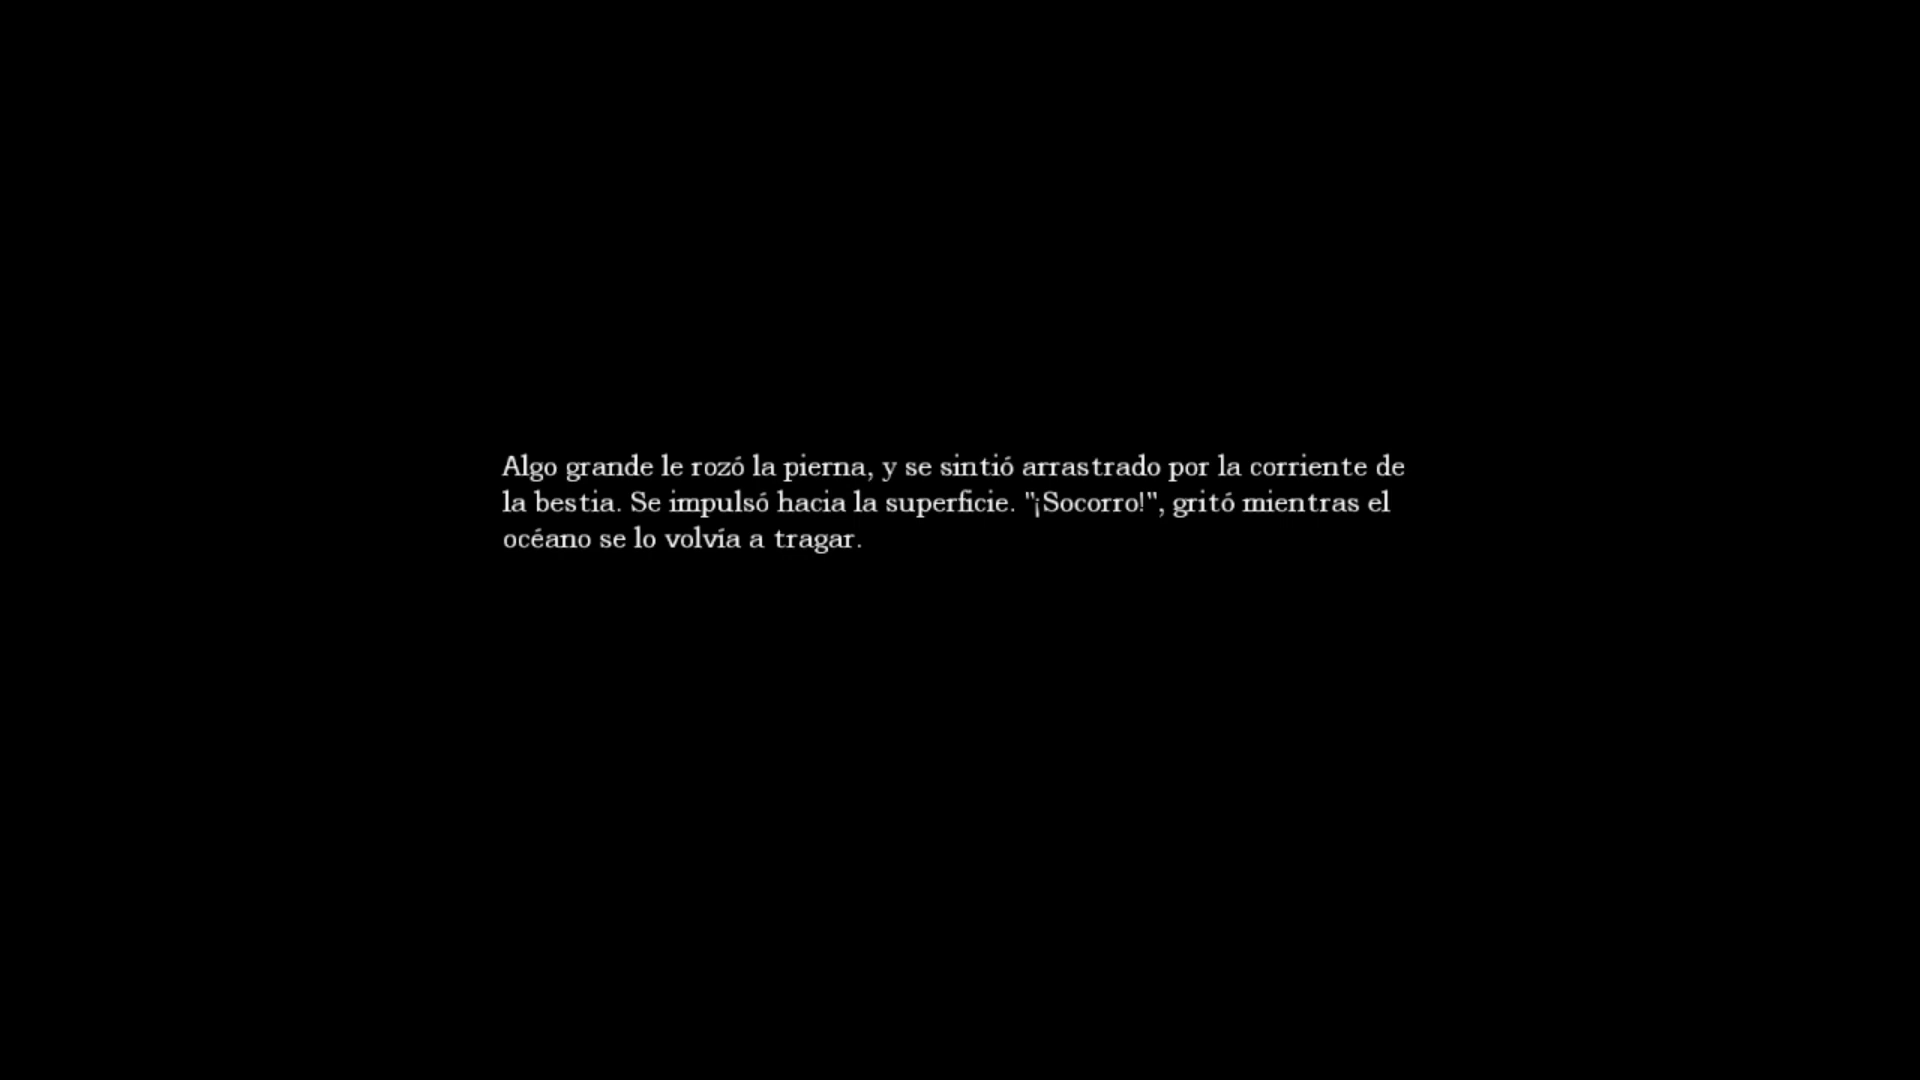 Algo grande le rozó la pierna, y se sintió arrastrado por la corriente de
la bestia. Se impulsó hacia la superficie. "¡Socorro!", gritó mientras el
océano se lo volvía a tragar.